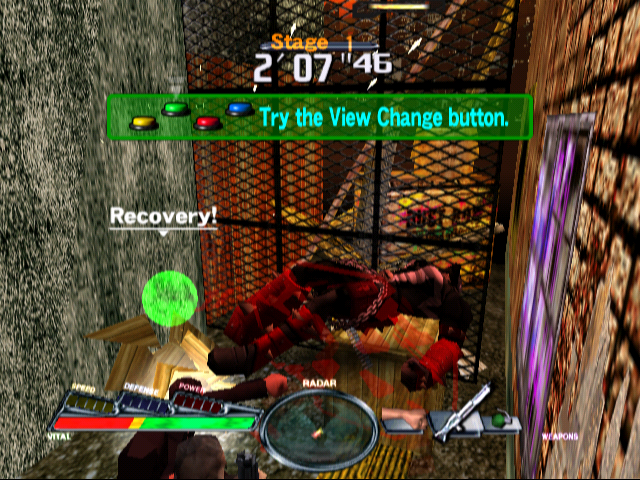 Stage 1
2'07"46
Try the View Change button.
Recovery!
SPEED
DEFENSE
POWER
RADAR
VITAL
WEAPONS